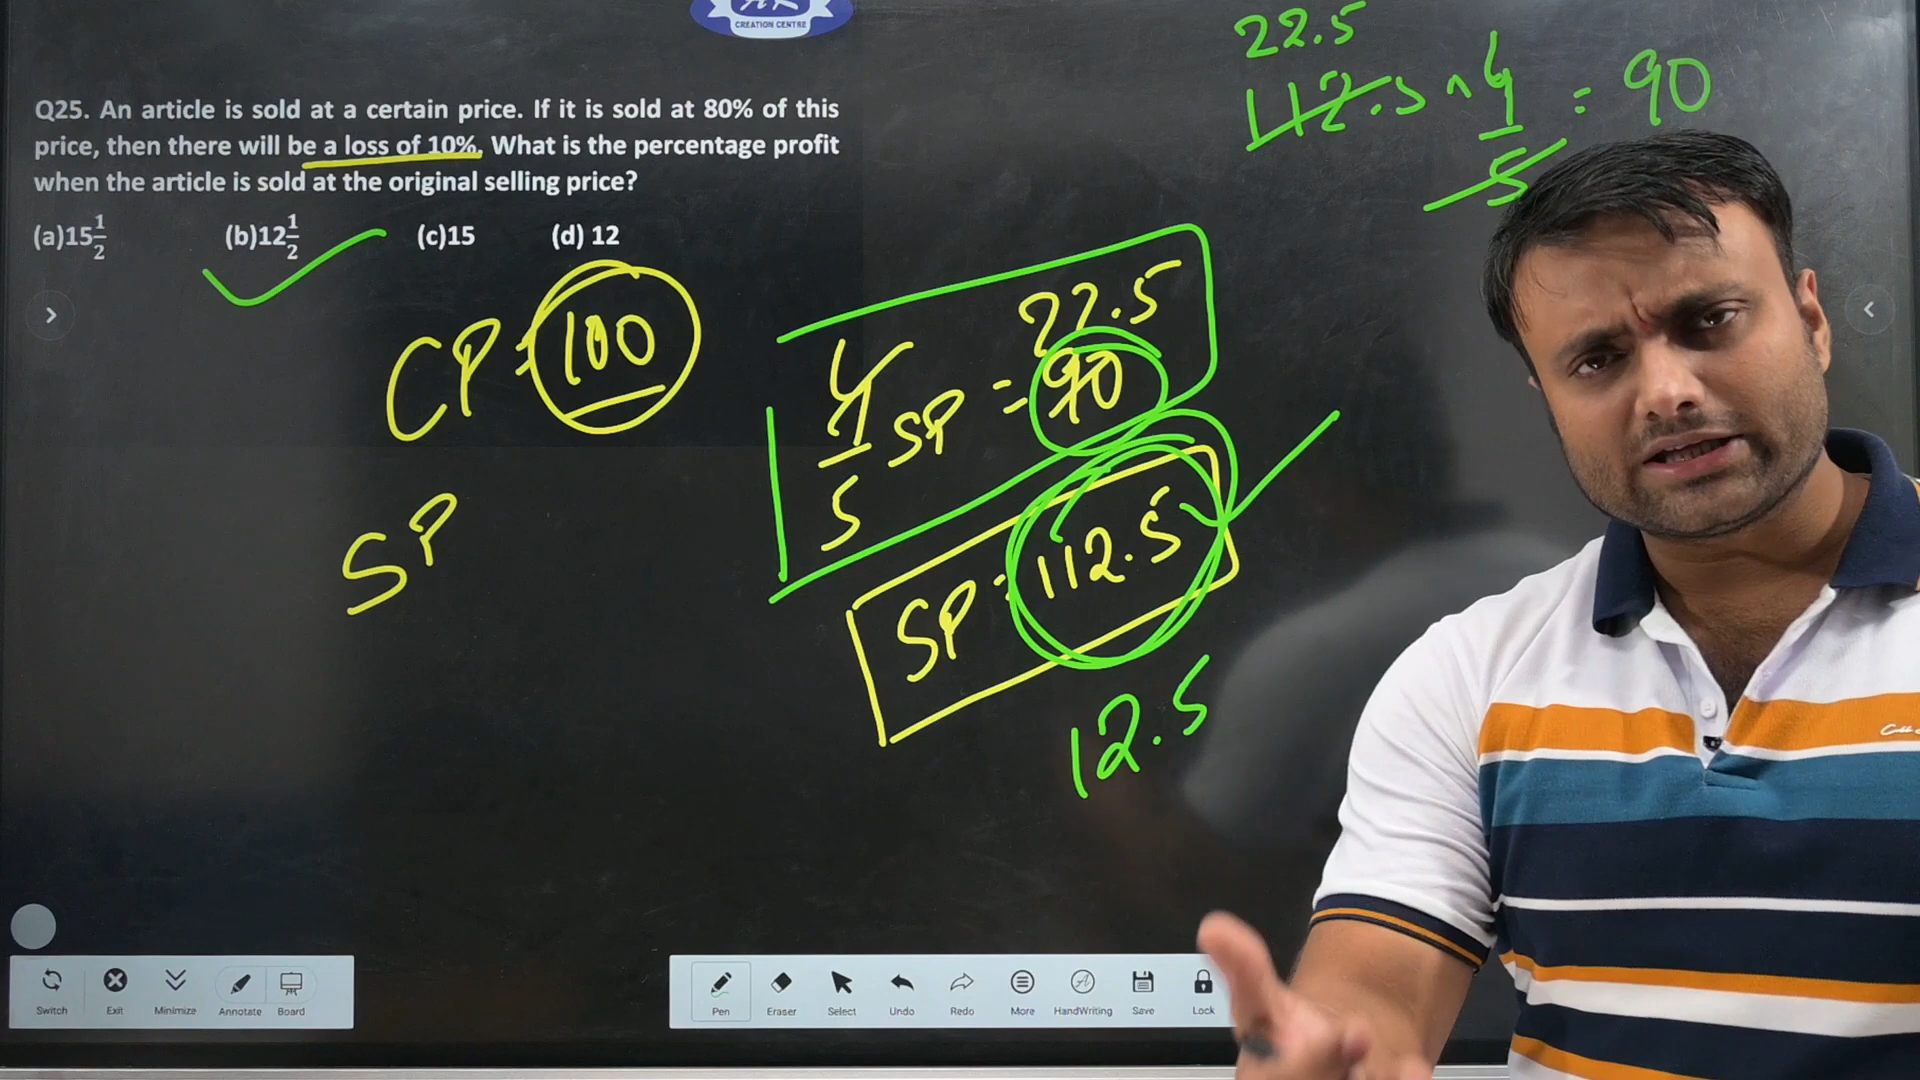 CREATION CENTRE
Q25. An article is sold at a certain price. If it is sold at 80% of this
price, then there will be a loss of 10%. What is the percentage profit
when the article is sold at the original selling price?
(a)15 1/2 (b)12 1/2 (c)15 (d) 12
22.5
112.5 × 4/5 = 90
CP = 100
22.5
4/5 SP = 90
SP
SP = 112.5
12.5
Switch Exit Minimize Annotate Board
Pen Eraser Select Undo Redo More HandWriting Save Lock